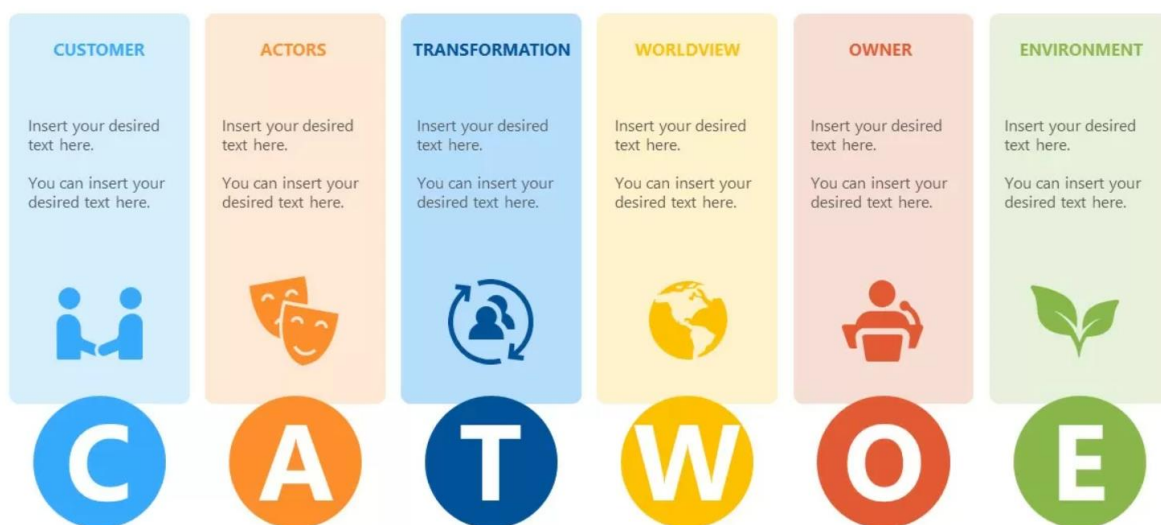 CUSTOMER
Insert your desired
text here.
You can insert your
desired text here.
C
ACTORS
Insert your desired
text here.
You can insert your
desired text here.
A
TRANSFORMATION
Insert your desired
text here.
You can insert your
desired text here.
T
WORLDVIEW
Insert your desired
text here.
You can insert your
desired text here.
W
OWNER
Insert your desired
text here.
You can insert your
desired text here.
O
ENVIRONMENT
Insert your desired
text here.
You can insert your
desired text here.
E